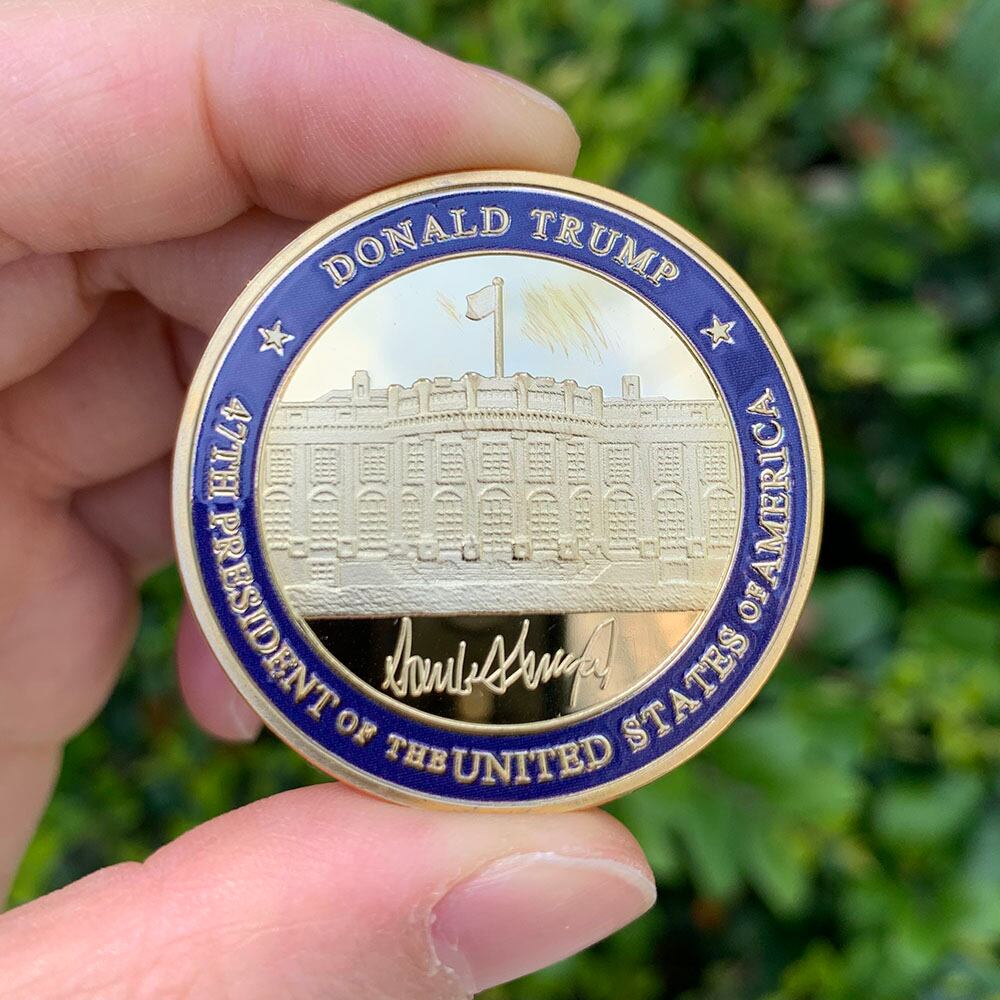 DONALD TRUMP
47TH PRESIDENT OF THE UNITED STATES OF AMERICA